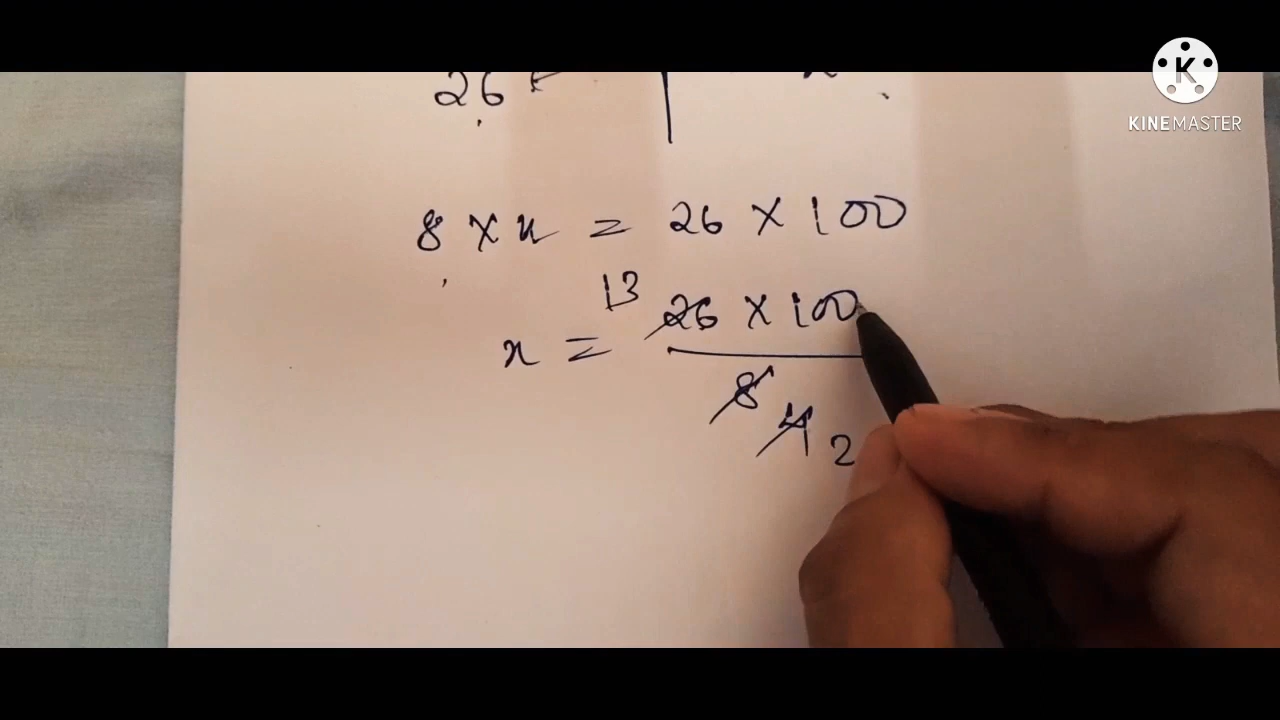 KINEMASTER
26
8 × x = 26 × 100
13 26 × 100
x =
8 4 2